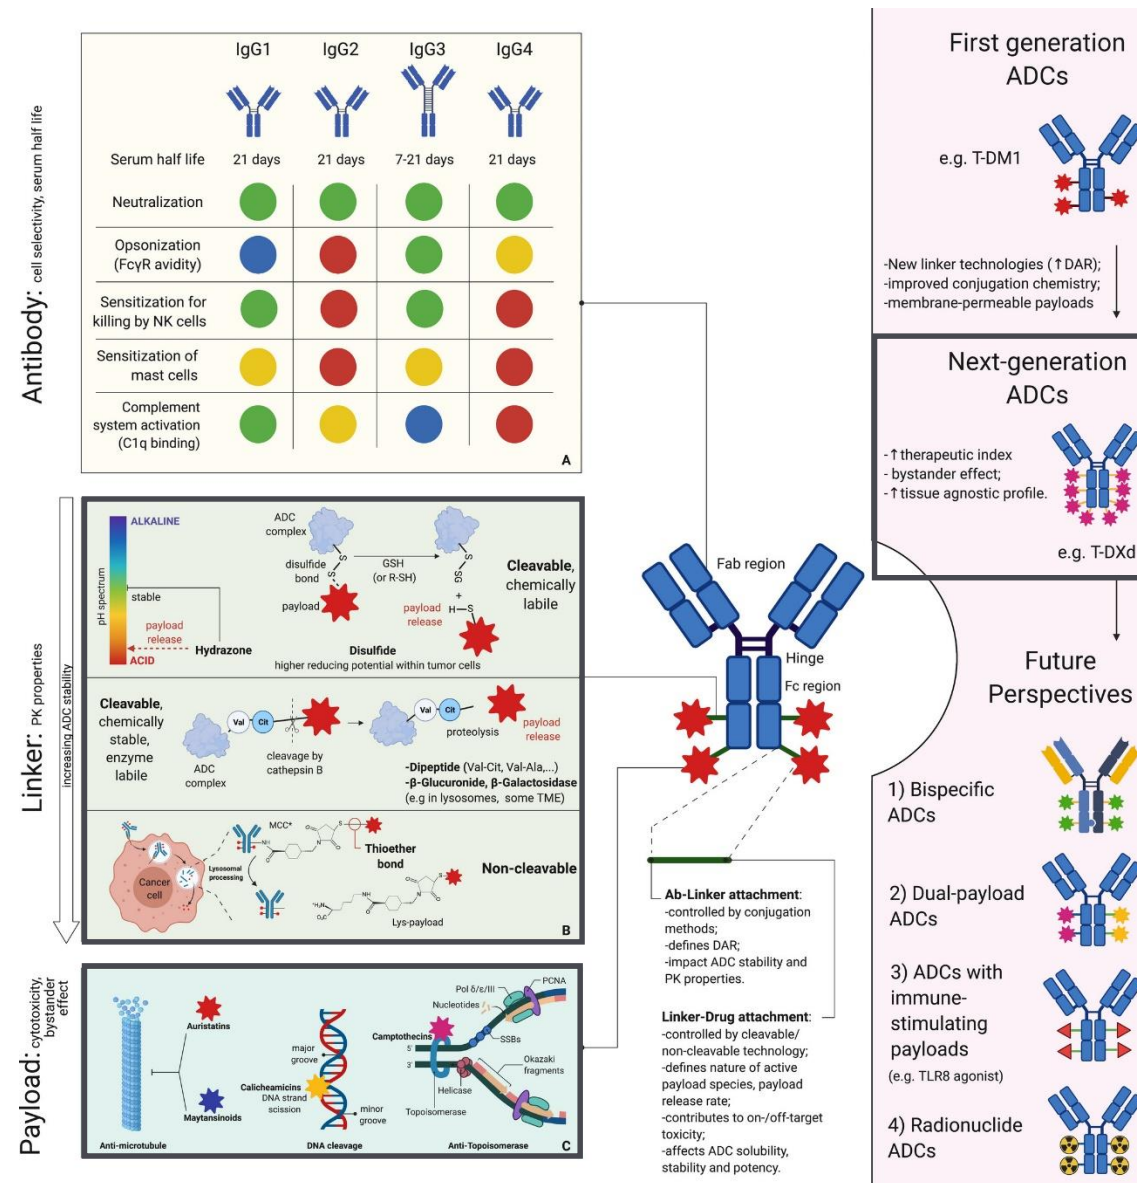 Antibody: cell selectivity, serum half life
IgG1 IgG2 IgG3 IgG4
Serum half life 21 days 21 days 7-21 days 21 days
Neutralization
Opsonization
(FcγR avidity)
Sensitization for
killing by NK cells
Sensitization of
mast cells
Complement
system activation
(C1q binding)
A
Linker: PK properties
increasing ADC stability
pH spectrum
ALKALINE
stable
payload
release
ACID
Hydrazone
ADC
complex
disulfide
bond
payload
S
S
GSH
(or R-SH)
S
SG
+
H-S
payload
release
Disulfide
higher reducing potential within tumor cells
Cleavable,
chemically
labile
Cleavable,
chemically
stable,
enzyme
labile
ADC
complex
Val Cit
cleavage by
cathepsin B
Val Cit
proteolysis
payload
release
-Dipeptide (Val-Cit, Val-Ala,...)
-β-Glucuronide, β-Galactosidase
(e.g in lysosomes, some TME)
Cancer
cell
Lysosomal
processing
MCC*
Thioether
bond
Lys-payload
Non-cleavable
B
Payload: cytotoxicity,
bystander
effect
Auristatins
Maytansinoids
Anti-microtubule
major
groove
Calicheamicins
DNA strand
scission
minor
groove
DNA cleavage
Pol δ/ε/III
PCNA
Nucleotides
Camptothecins
SSBs
5'
3'
Okazaki
fragments
Helicase
Topoisomerase
Anti-Topoisomerase
C
Fab region
Hinge
Fc region
Ab-Linker attachment:
-controlled by conjugation
methods;
-defines DAR;
-impact ADC stability and
PK properties.
Linker-Drug attachment:
-controlled by cleavable/
non-cleavable technology;
-defines nature of active
payload species, payload
release rate;
-contributes to on-/off-target
toxicity;
-affects ADC solubility,
stability and potency.
First generation
ADCs
e.g. T-DM1
-New linker technologies (↑DAR);
-improved conjugation chemistry;
-membrane-permeable payloads
Next-generation
ADCs
-↑therapeutic index
- bystander effect;
-↑tissue agnostic profile.
e.g. T-DXd
Future
Perspectives
1) Bispecific
ADCs
2) Dual-payload
ADCs
3) ADCs with
immune-
stimulating
payloads
(e.g. TLR8 agonist)
4) Radionuclide
ADCs